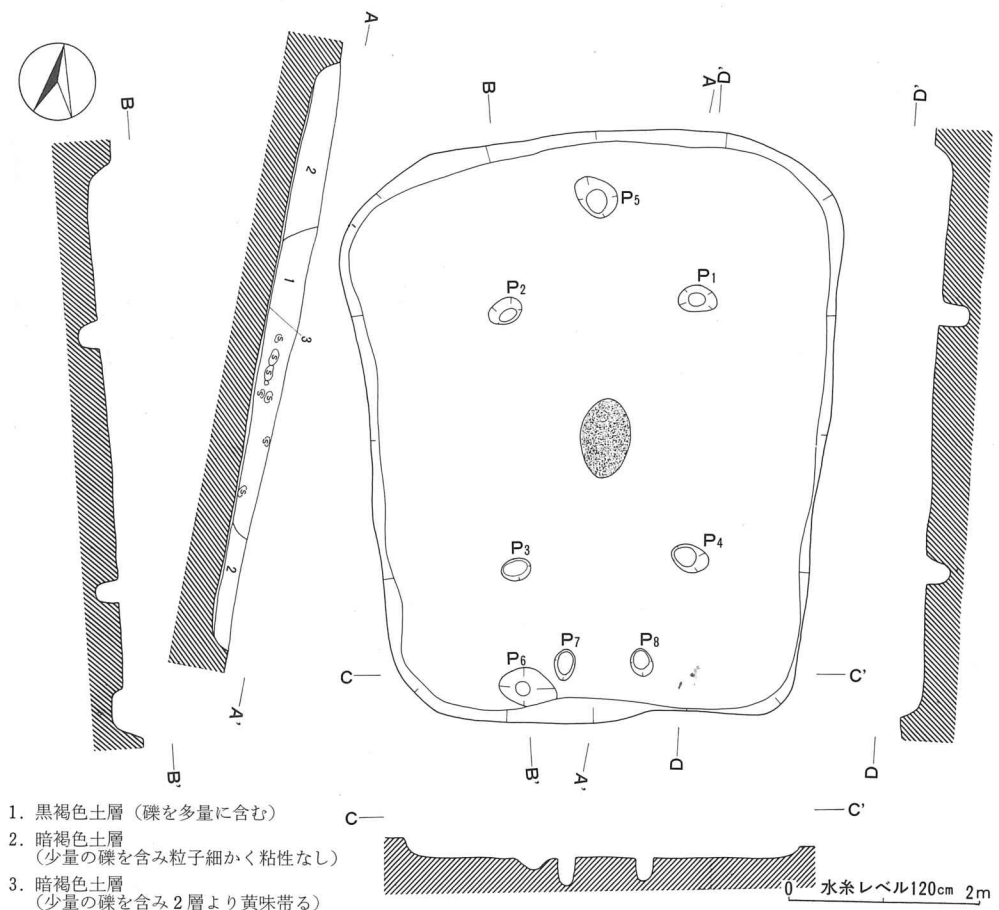 A
B
B
A
D'
D'
2
1
3
P5
P2
P1
P3
P4
P7
P8
P6
C
C'
A'
B'
B'
A'
D
D
C
C'
S
S
S
S
S
S
S
1. 黒褐色土層(礫を多量に含む)
2. 暗褐色土層
(少量の礫を含み粒子細かく粘性なし)
3. 暗褐色土層
(少量の礫を含み2層より黄味帯る)
2
0 水糸レベル120cm 2m